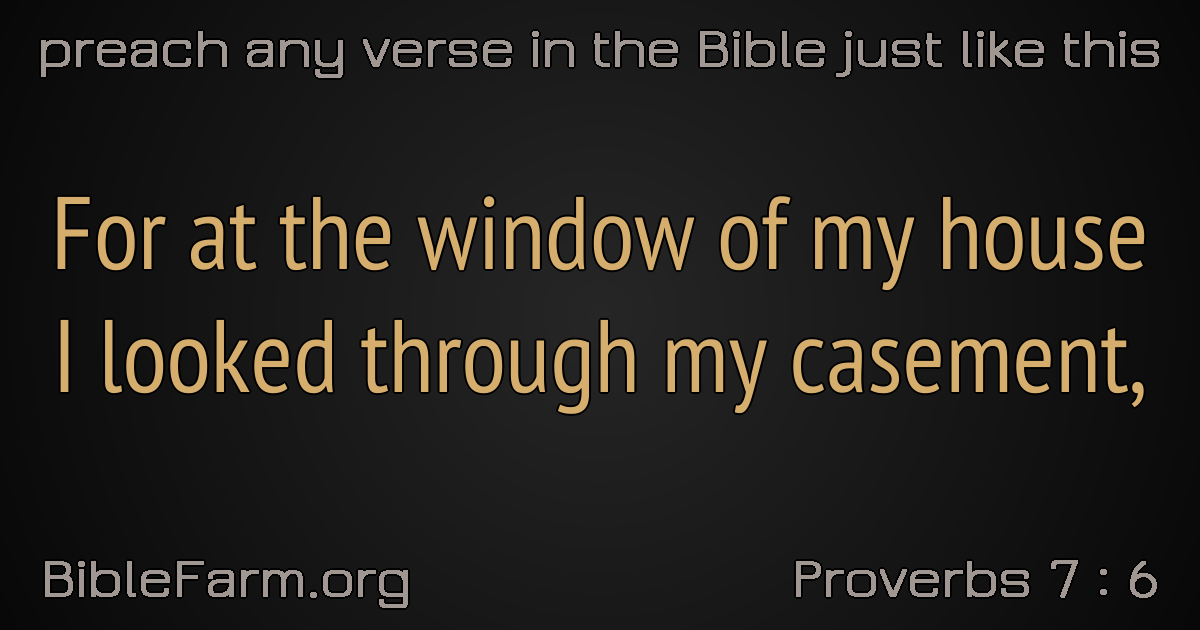 preach any verse in the Bible just like this
For at the window of my house
I looked through my casement,
BibleFarm.org
Proverbs 7 : 6